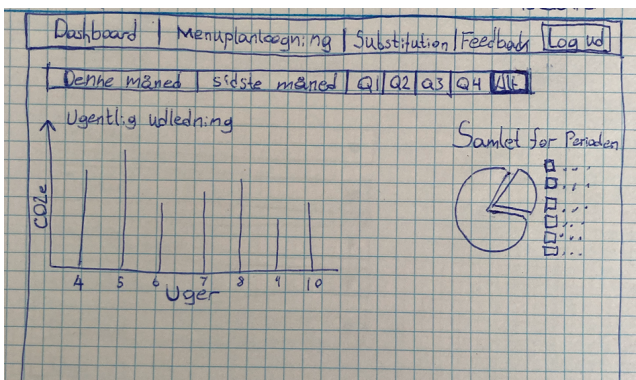 Dashboard | Menuplanloogning | Substitution | Feedback | Log ud
Denne måned | sidste måned | Q1 | Q2 | Q3 | Q4 | Alt
Ugentlig udledning
Samlet for Perioden
CO2e
4 5 6 7 8 9 10
Uger